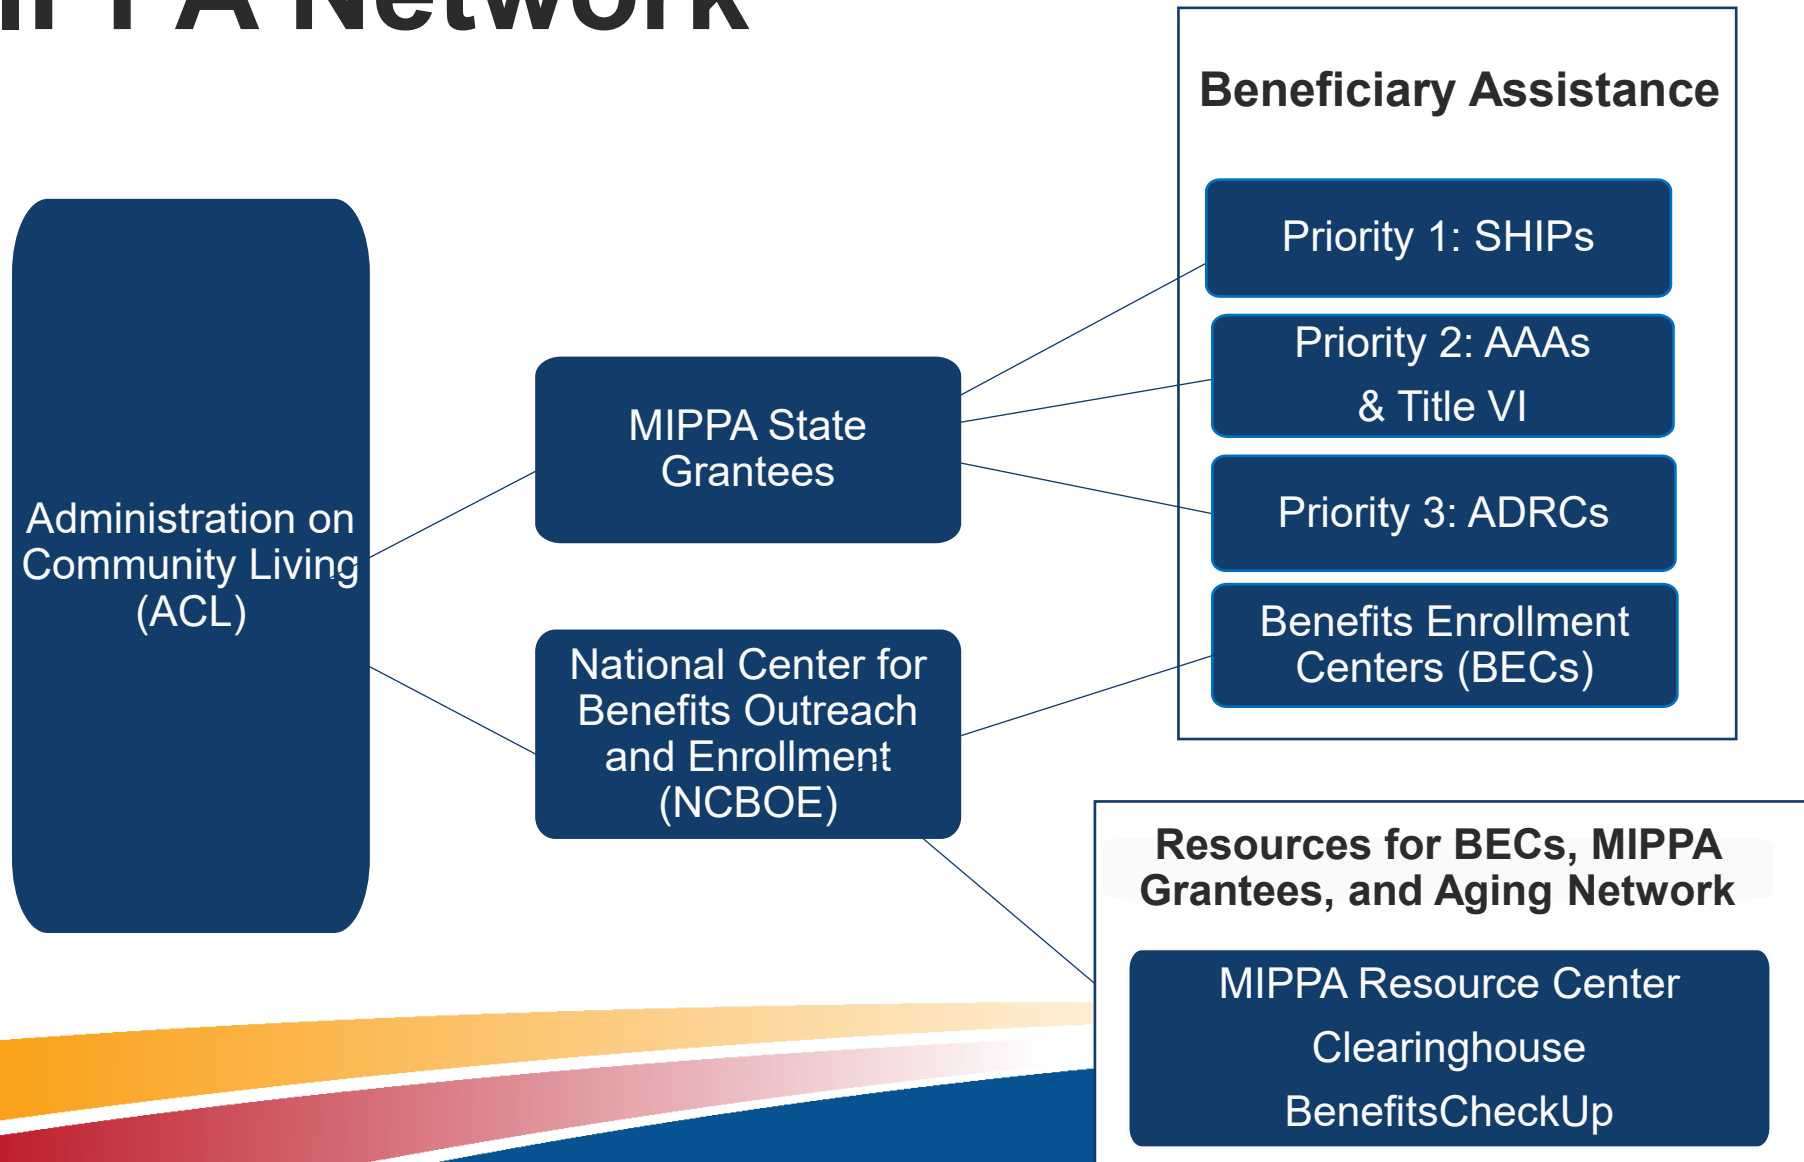 PPA Network
Beneficiary Assistance
Priority 1: SHIPs
Priority 2: AAAs
& Title VI
Priority 3: ADRCs
Benefits Enrollment
Centers (BECs)
MIPPA State
Grantees
Administration on
Community Living
(ACL)
National Center for
Benefits Outreach
and Enrollment
(NCBOE)
Resources for BECs, MIPPA
Grantees, and Aging Network
MIPPA Resource Center
Clearinghouse
BenefitsCheckUp